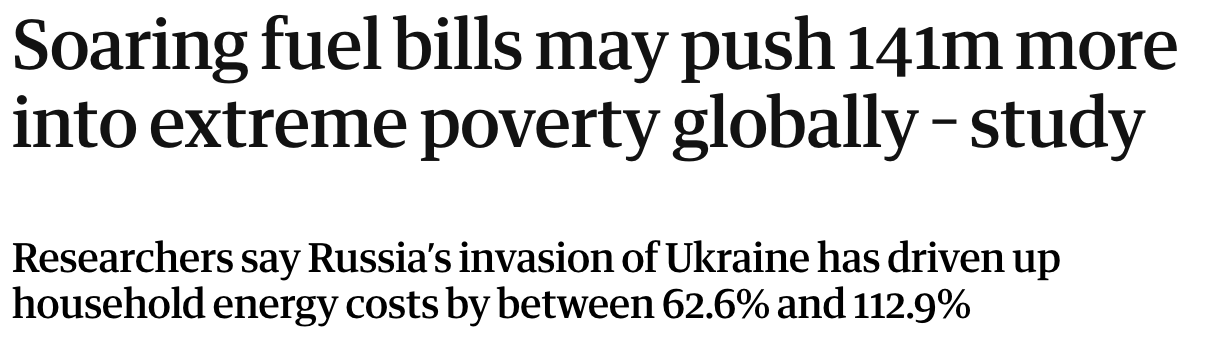 Soaring fuel bills may push 141m more
into extreme poverty globally – study
Researchers say Russia’s invasion of Ukraine has driven up
household energy costs by between 62.6% and 112.9%